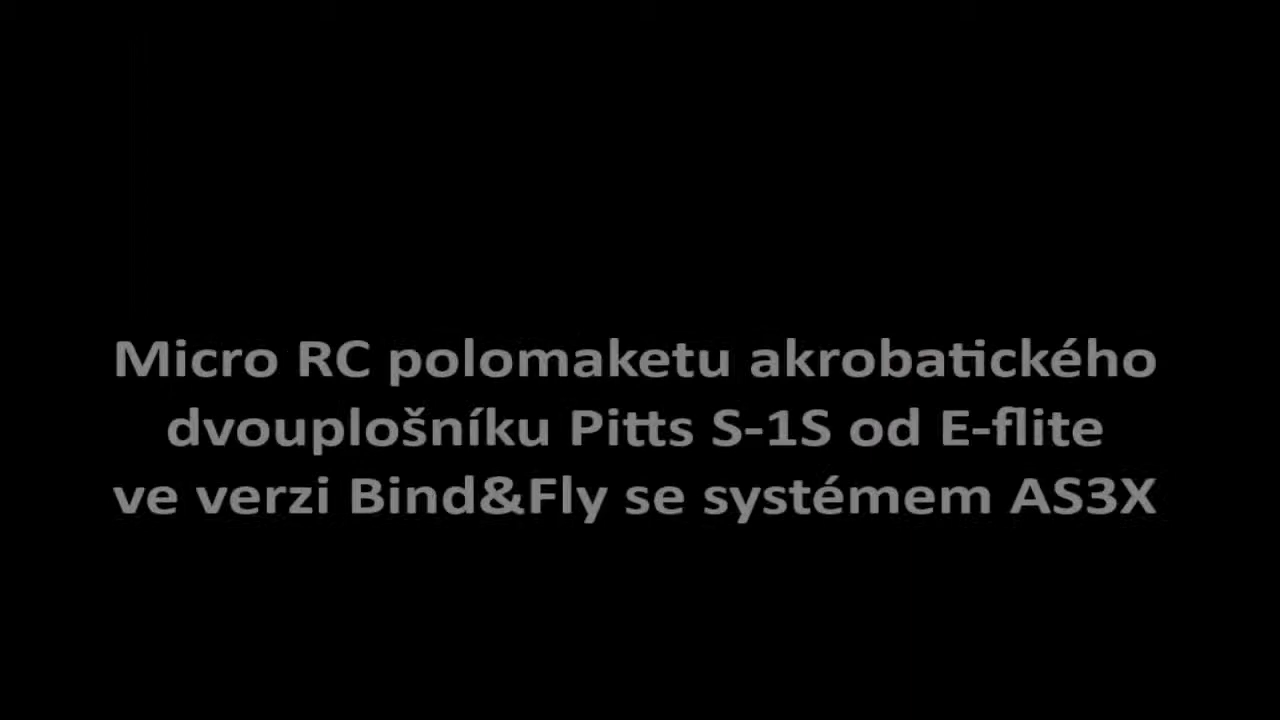 Micro RC polomaketu akrobatického
dvouplošníku Pitts S-1S od E-flite
ve verzi Bind&Fly se systémem AS3X